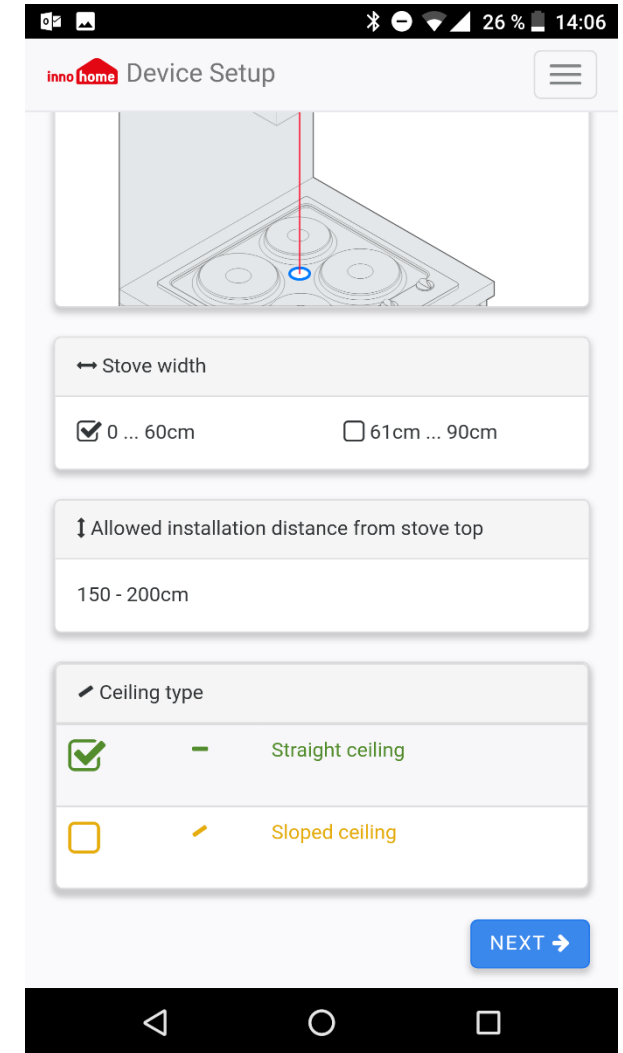 26 % 14:06
inno home Device Setup
Stove width
0 ... 60cm 61cm ... 90cm
Allowed installation distance from stove top
150 - 200cm
Ceiling type
Straight ceiling
Sloped ceiling
NEXT